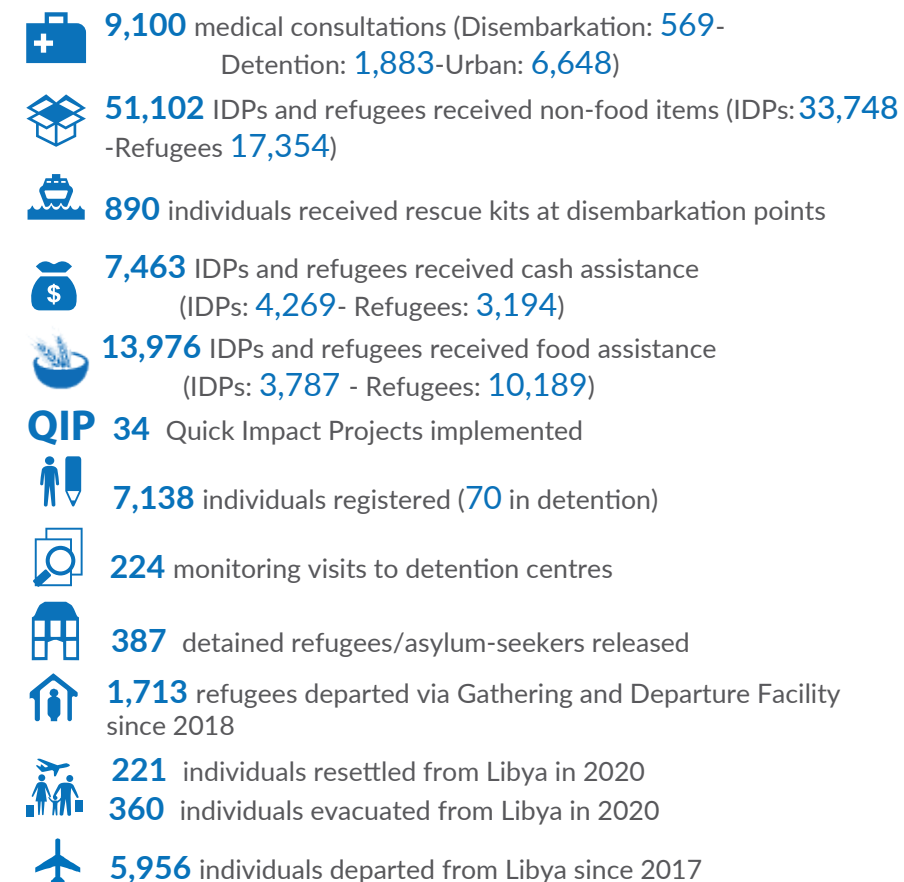 9,100 medical consultations (Disembarkation: 569-
Detention: 1,883-Urban: 6,648)
51,102 IDPs and refugees received non-food items (IDPs: 33,748
-Refugees 17,354)
890 individuals received rescue kits at disembarkation points
7,463 IDPs and refugees received cash assistance
$
(IDPs: 4,269- Refugees: 3,194)
13,976 IDPs and refugees received food assistance
(IDPs: 3,787 - Refugees: 10,189)
QIP 34 Quick Impact Projects implemented
7,138 individuals registered (70 in detention)
224 monitoring visits to detention centres
387 detained refugees/asylum-seekers released
1,713 refugees departed via Gathering and Departure Facility
since 2018
221 individuals resettled from Libya in 2020
360 individuals evacuated from Libya in 2020
5,956 individuals departed from Libya since 2017